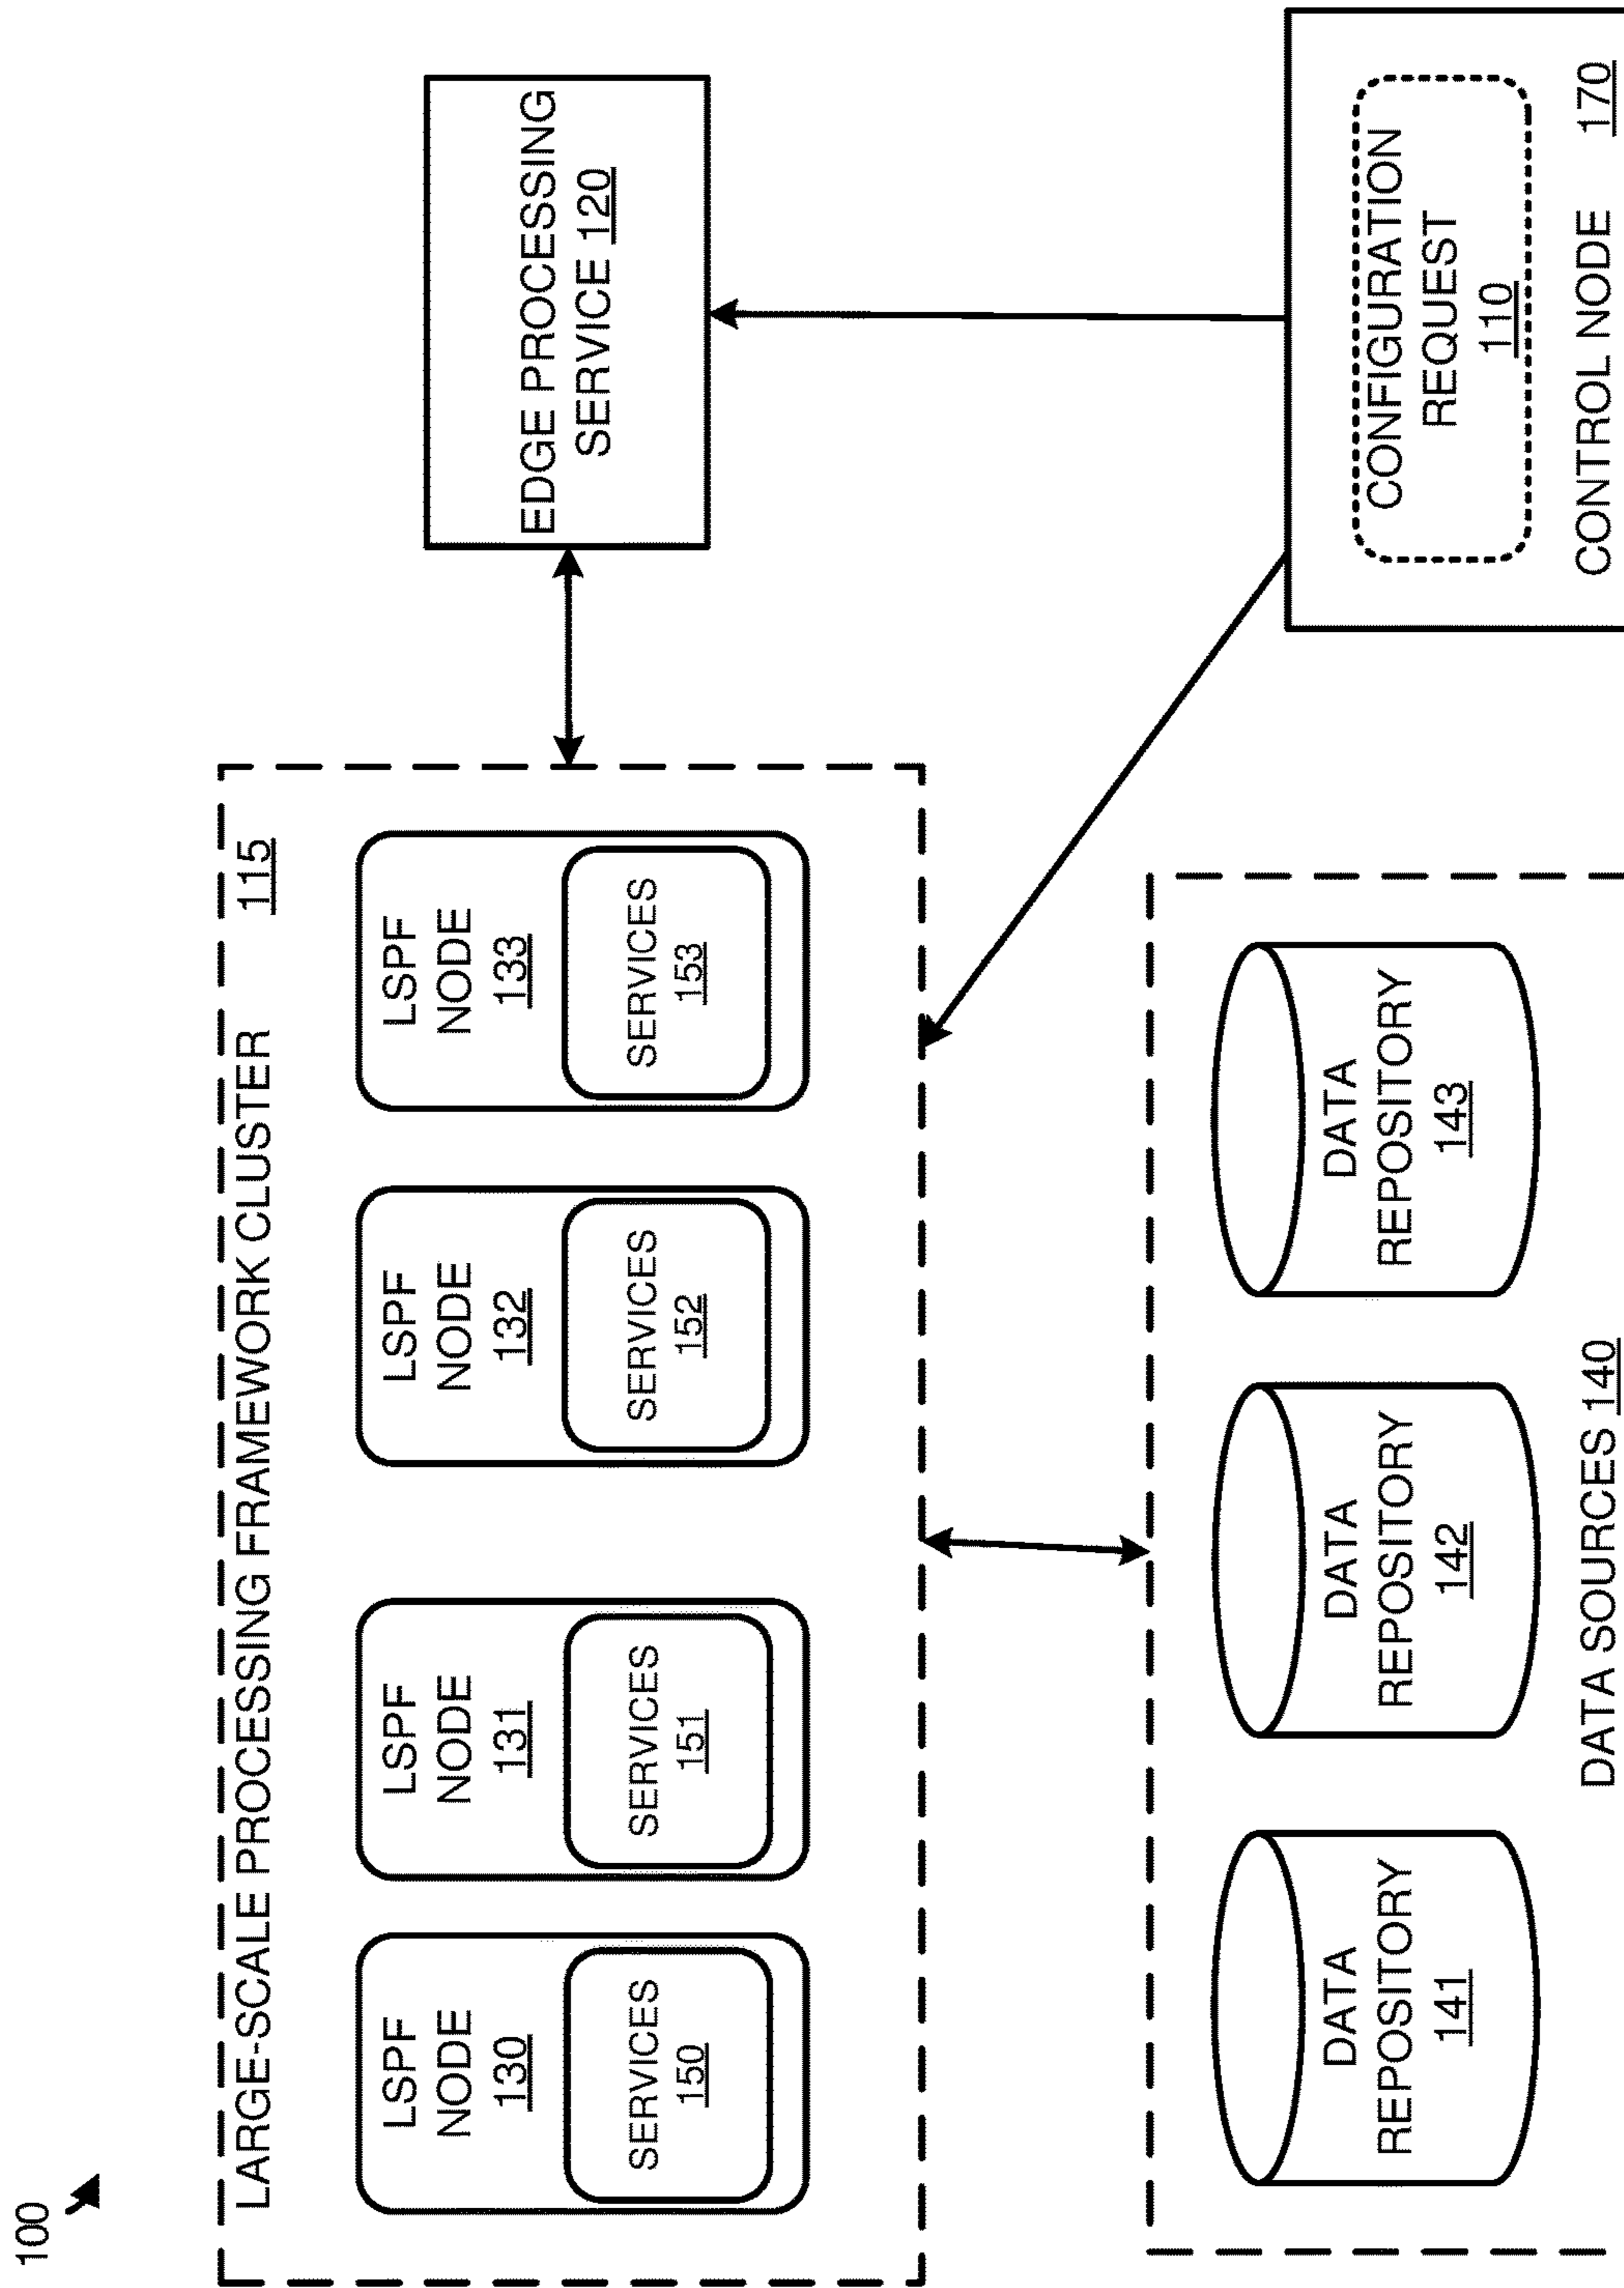 100
LARGE-SCALE PROCESSING FRAMEWORK CLUSTER 115
LSPF
NODE
130
SERVICES
150
LSPF
NODE
131
SERVICES
151
LSPF
NODE
132
SERVICES
152
LSPF
NODE
133
SERVICES
153
EDGE PROCESSING
SERVICE 120
DATA
REPOSITORY
141
DATA
REPOSITORY
142
DATA
REPOSITORY
143
DATA SOURCES 140
CONFIGURATION
REQUEST
110
CONTROL NODE 170